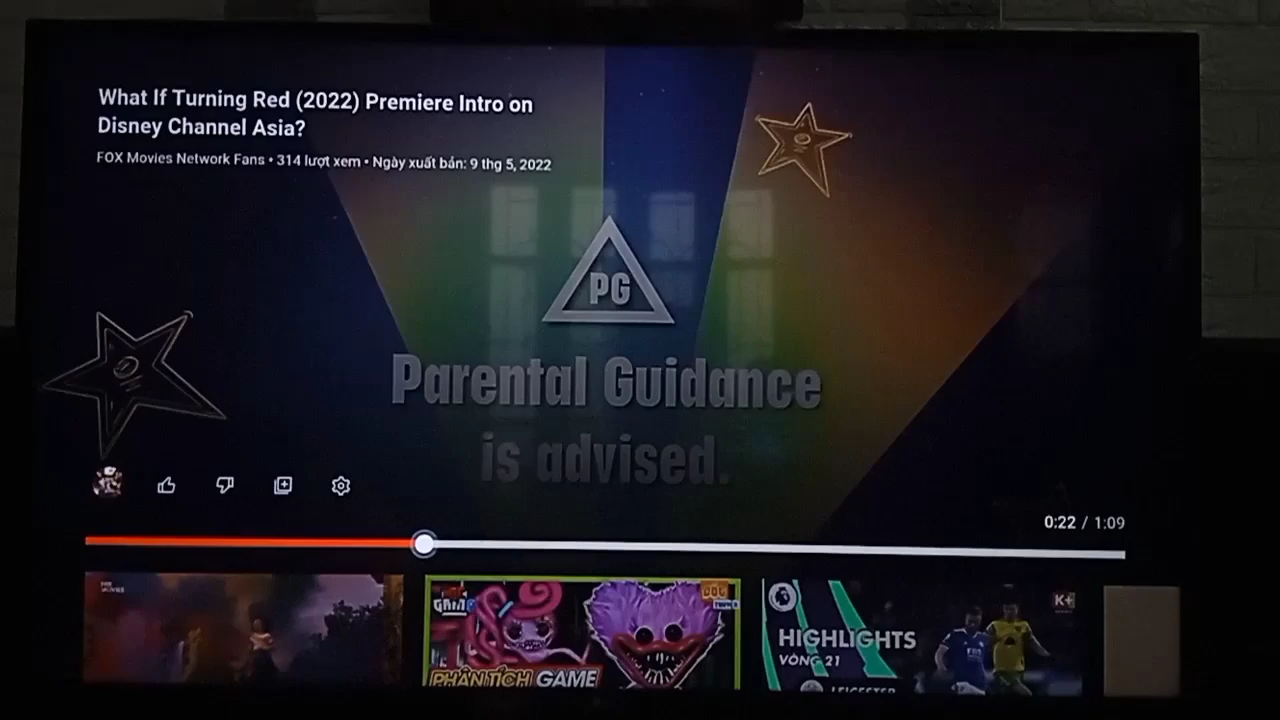 What If Turning Red (2022) Premiere Intro on
Disney Channel Asia?
FOX Movies Network Fans • 314 lượt xem • Ngày xuất bản: 9 thg 5, 2022
PG
Parental Guidance
is advised.
0:22 / 1:09
PHÂN TÍCH GAME
K+
HIGHLIGHTS
VÒNG 21
LEICESTER